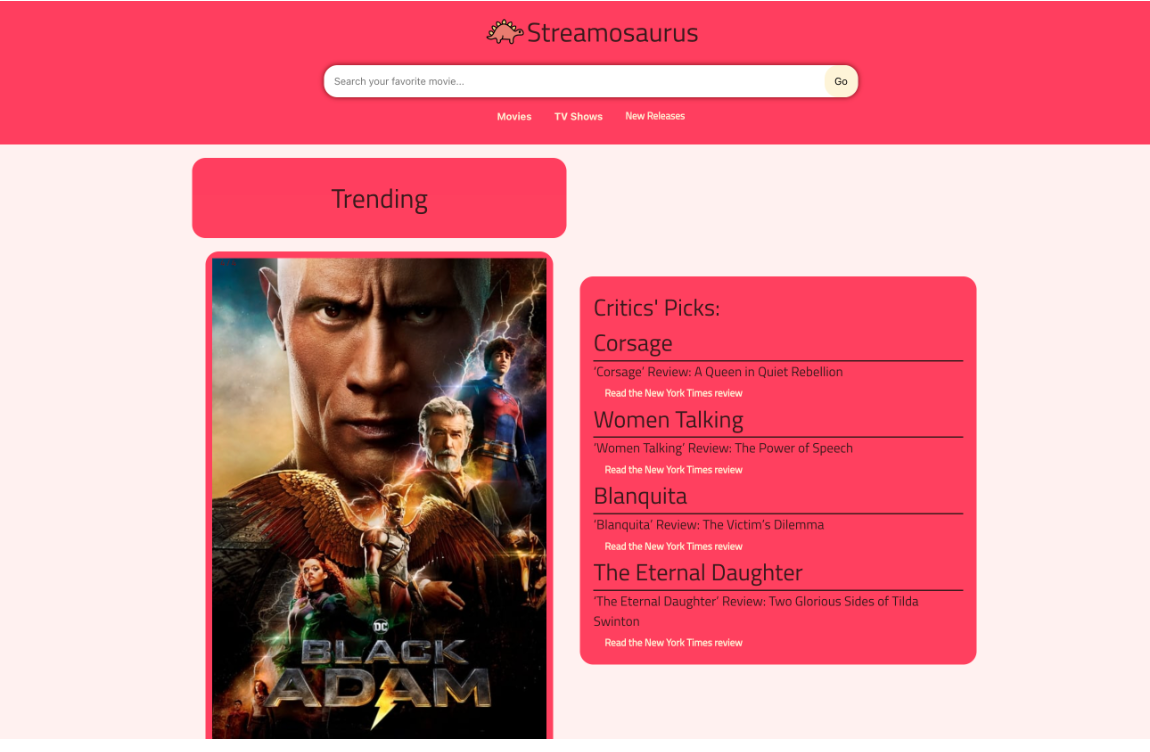 Streamosaurus
Search your favorite movie...
Go
Movies
TV Shows
New Releases
Trending
DC
BLACK
ADAM
Critics' Picks:
Corsage
‘Corsage’ Review: A Queen in Quiet Rebellion
Read the New York Times review
Women Talking
‘Women Talking’ Review: The Power of Speech
Read the New York Times review
Blanquita
‘Blanquita’ Review: The Victim’s Dilemma
Read the New York Times review
The Eternal Daughter
‘The Eternal Daughter’ Review: Two Glorious Sides of Tilda
Swinton
Read the New York Times review